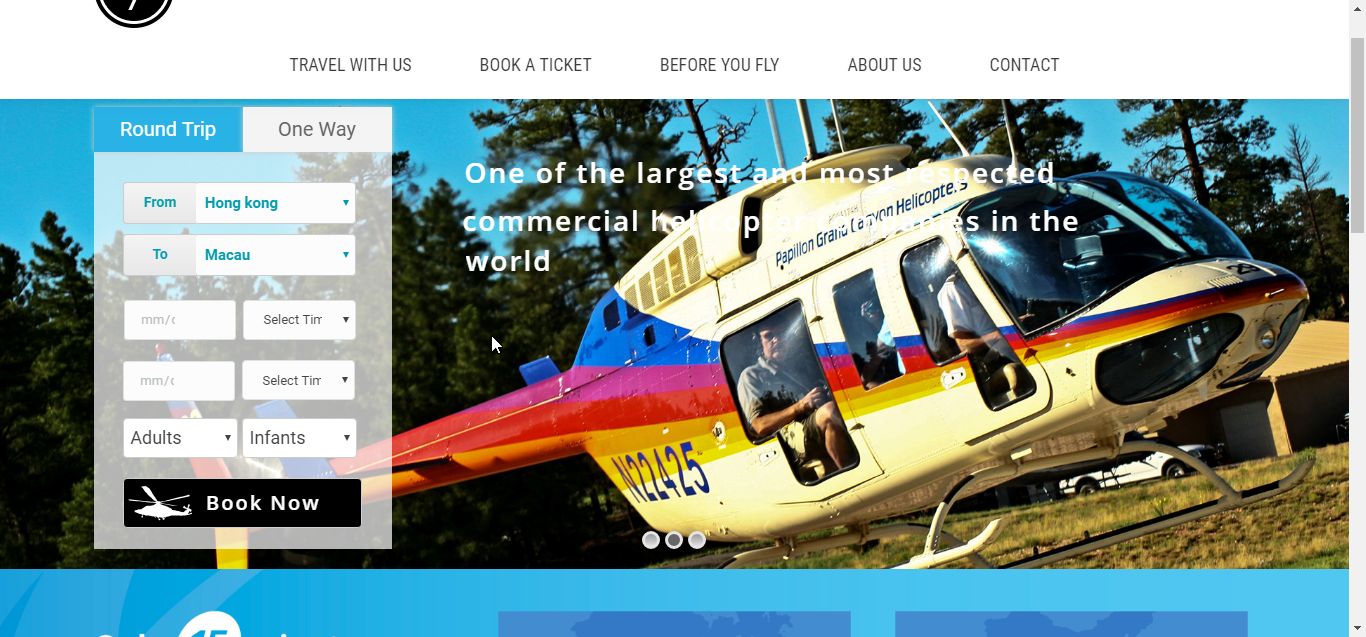 TRAVEL WITH US
BOOK A TICKET
BEFORE YOU FLY
ABOUT US
CONTACT
Round Trip
One Way
From
Hong kong
To
Macau
mm/c
Select Tim
mm/c
Select Tim
Adults
Infants
Book Now
One of the largest and most respected
commercial helicopter companies in the
world
Papillon Grand Canyon Helicopters
N22425